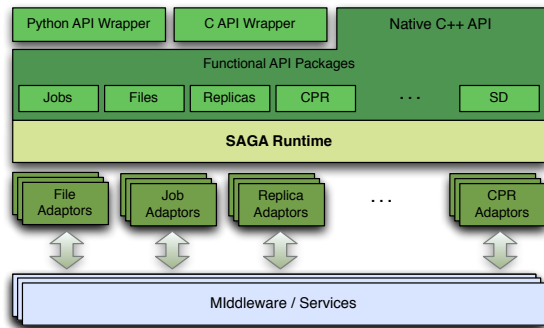 Python API Wrapper C API Wrapper Native C++ API
Functional API Packages
Jobs Files Replicas CPR . . . SD
SAGA Runtime
File Job Replica . . . CPR
Adaptors Adaptors Adaptors Adaptors
MIddleware / Services